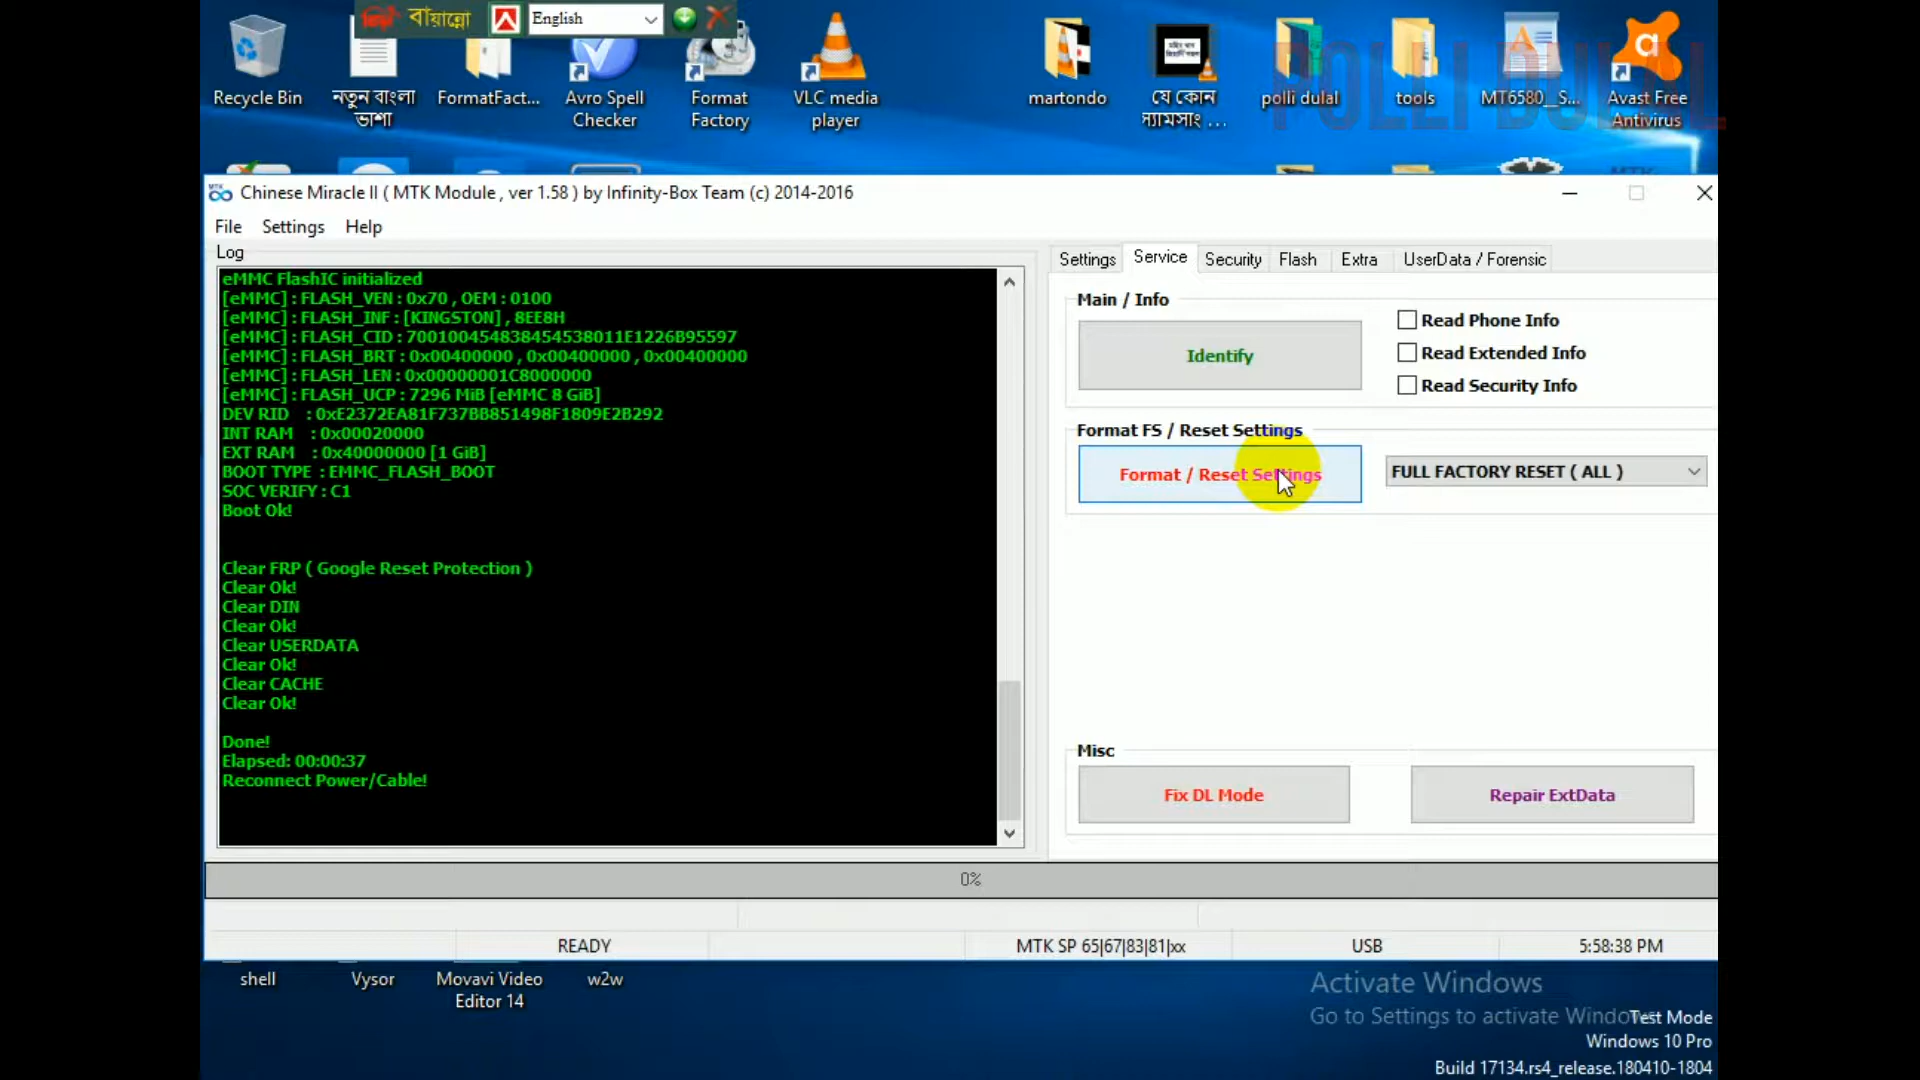 বায়ান্নো
English
Recycle Bin
নতুন বাংলা
ভাশা
FormatFact...
Avro Spell
Checker
Format
Factory
VLC media
player
martondo
যে কোন
স্যামসাং ...
polli dulal
tools
MT6580__S...
Avast Free
Antivirus
POLLI DULAL
Chinese Miracle II ( MTK Module , ver 1.58 ) by Infinity-Box Team (c) 2014-2016
File Settings Help
Log
eMMC FlashIC initialized
[eMMC] : FLASH_VEN : 0x70 , OEM : 0100
[eMMC] : FLASH_INF : [KINGSTON] , 8EE8H
[eMMC] : FLASH_CID : 700100454838454538011E1226B95597
[eMMC] : FLASH_BRT : 0x00400000 , 0x00400000 , 0x00400000
[eMMC] : FLASH_LEN : 0x00000001C8000000
[eMMC] : FLASH_UCP : 7296 MiB [eMMC 8 GiB]
DEV RID : 0xE2372EA81F737BB851498F1809E2B292
INT RAM : 0x00020000
EXT RAM : 0x40000000 [1 GiB]
BOOT TYPE : EMMC_FLASH_BOOT
SOC VERIFY : C1
Boot Ok!
Clear FRP ( Google Reset Protection )
Clear Ok!
Clear DIN
Clear Ok!
Clear USERDATA
Clear Ok!
Clear CACHE
Clear Ok!
Done!
Elapsed: 00:00:37
Reconnect Power/Cable!
Settings Service Security Flash Extra UserData / Forensic
Main / Info
Identify
Read Phone Info
Read Extended Info
Read Security Info
Format FS / Reset Settings
Format / Reset Settings
FULL FACTORY RESET ( ALL )
Misc
Fix DL Mode
Repair ExtData
0%
READY
MTK SP 65|67|83|81|xx
USB
5:58:38 PM
shell
Vysor
Movavi Video
Editor 14
w2w
Activate Windows
Go to Settings to activate Windows
Test Mode
Windows 10 Pro
Build 17134.rs4_release.180410-1804